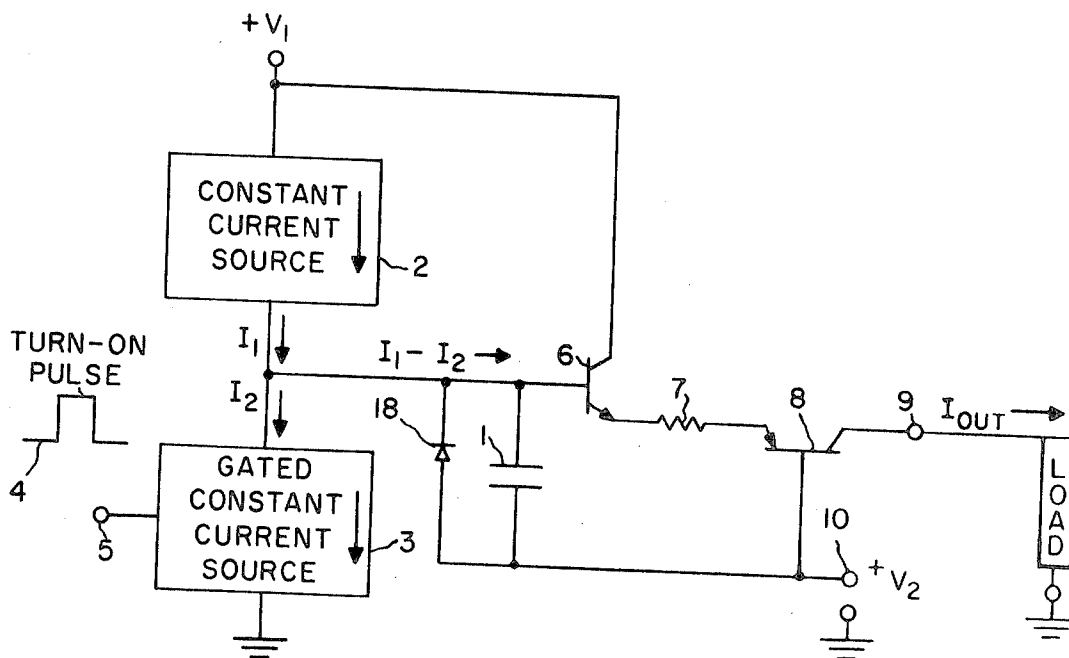 +V₁
CONSTANT
CURRENT
SOURCE
2
I₁
I₁ - I₂
TURN-ON
PULSE
I₂
4
5
GATED
CONSTANT
CURRENT
SOURCE
3
18
1
6
7
8
9
I_OUT
LOAD
10
+V₂